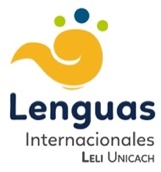 Lenguas
Internacionales
LELI UNICACH